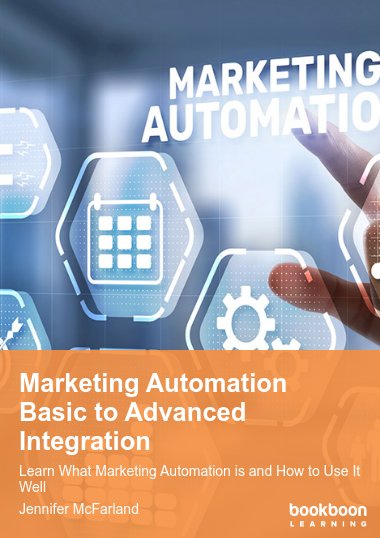 MARKETING
AUTOMATIO
Marketing Automation
Basic to Advanced
Integration
Learn What Marketing Automation is and How to Use It
Well
Jennifer McFarland
bookboon
LEARNING